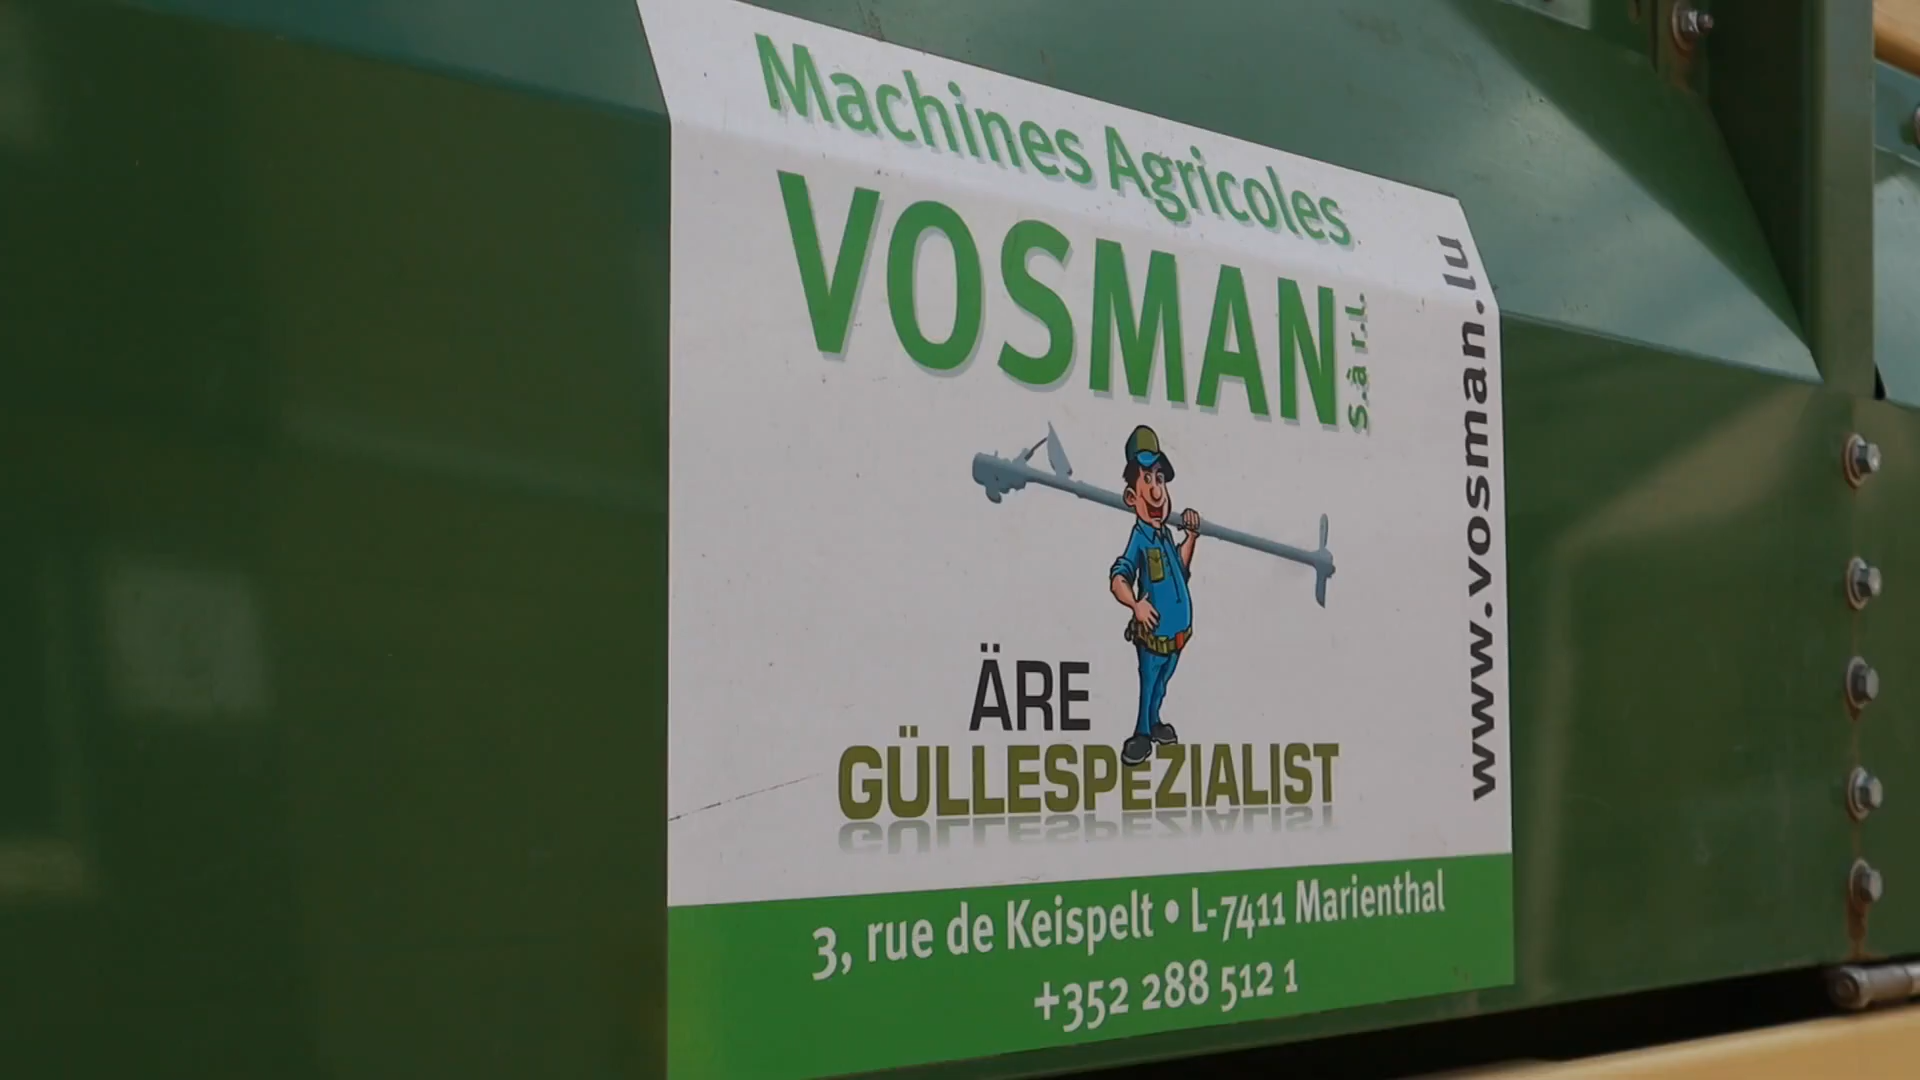 Machines Agricoles
VOSMAN
s.à r.l.
www.vosman.lu
ÄRE
GÜLLESPEZIALIST
3, rue de Keispelt • L-7411 Marienthal
+352 288 512 1